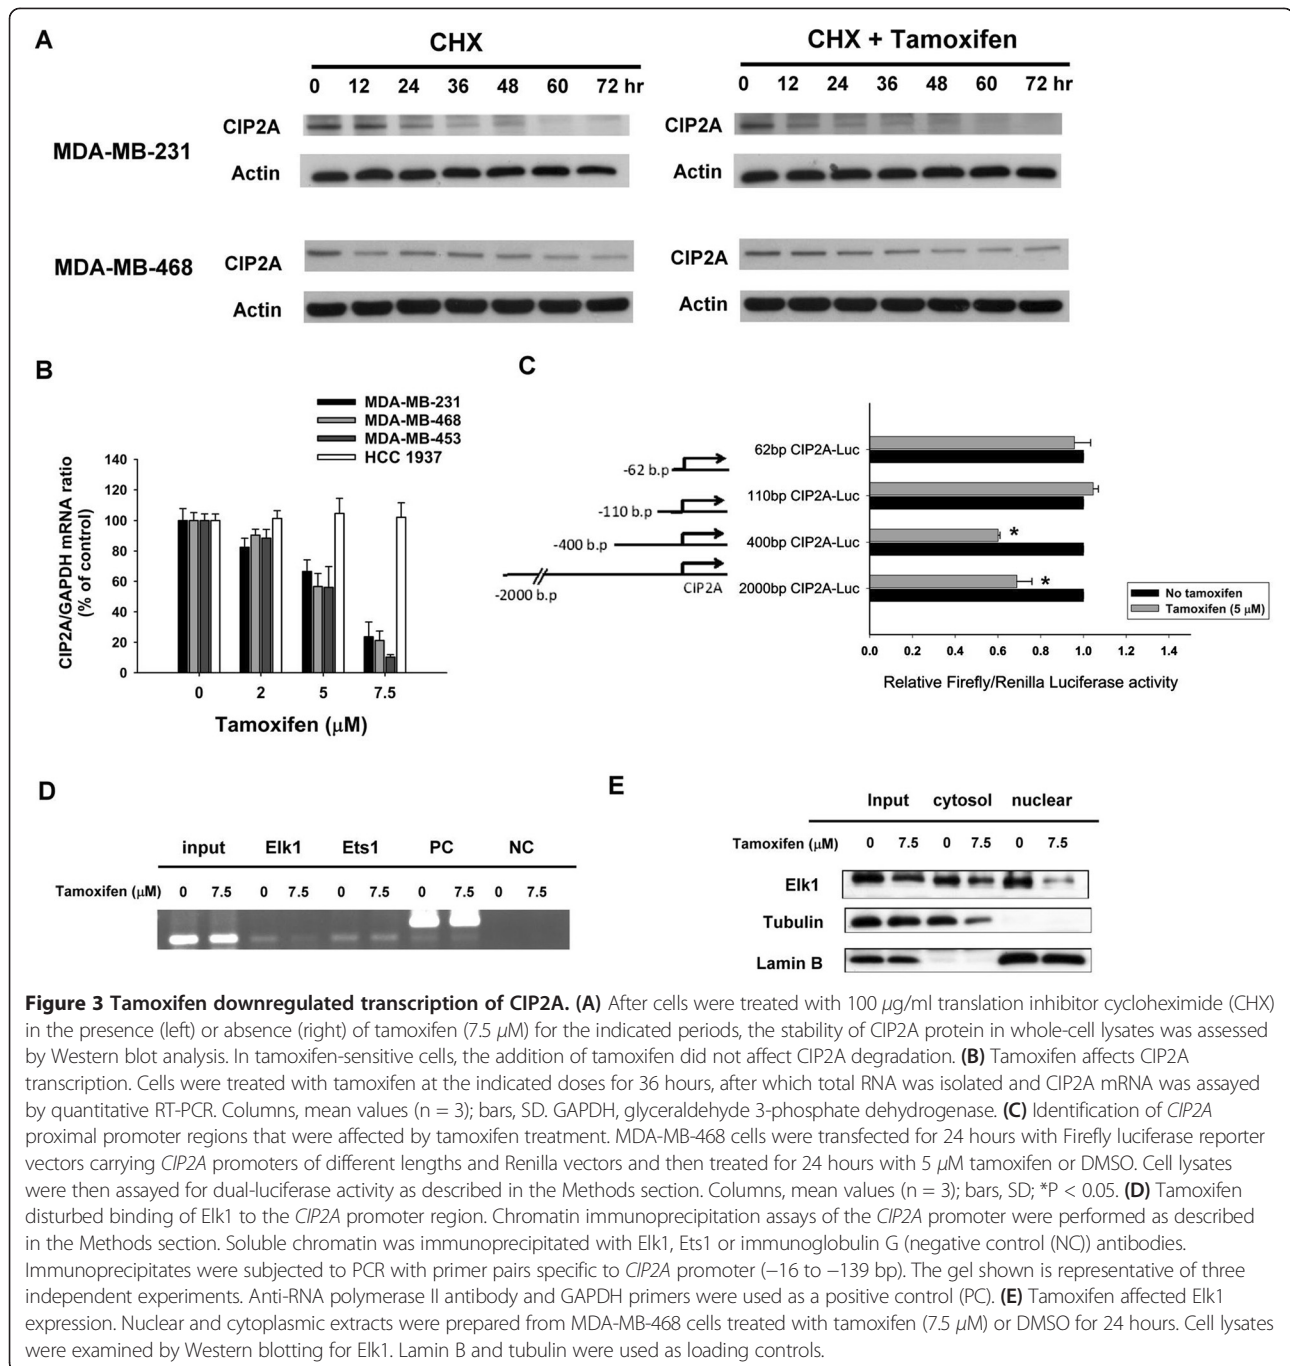 A
CHX
CHX + Tamoxifen
0 12 24 36 48 60 72 hr
0 12 24 36 48 60 72 hr
CIP2A
CIP2A
MDA-MB-231
Actin
Actin
MDA-MB-468
CIP2A
CIP2A
Actin
Actin
B
MDA-MB-231
MDA-MB-468
MDA-MB-453
HCC 1937
CIP2A/GAPDH mRNA ratio
(% of control)
140
120
100
80
60
40
20
0
0 2 5 7.5
Tamoxifen (μM)
C
-62 b.p
-110 b.p
-400 b.p
-2000 b.p
CIP2A
62bp CIP2A-Luc
110bp CIP2A-Luc
400bp CIP2A-Luc
*
2000bp CIP2A-Luc
*
No tamoxifen
Tamoxifen (5 μM)
0.0 0.2 0.4 0.6 0.8 1.0 1.2 1.4
Relative Firefly/Renilla Luciferase activity
D
input Elk1 Ets1 PC NC
Tamoxifen (μM) 0 7.5 0 7.5 0 7.5 0 7.5 0 7.5
E
Input cytosol nuclear
Tamoxifen (μM) 0 7.5 0 7.5 0 7.5
Elk1
Tubulin
Lamin B
Figure 3 Tamoxifen downregulated transcription of CIP2A. (A) After cells were treated with 100 μg/ml translation inhibitor cycloheximide (CHX)
in the presence (left) or absence (right) of tamoxifen (7.5 μM) for the indicated periods, the stability of CIP2A protein in whole-cell lysates was assessed
by Western blot analysis. In tamoxifen-sensitive cells, the addition of tamoxifen did not affect CIP2A degradation. (B) Tamoxifen affects CIP2A
transcription. Cells were treated with tamoxifen at the indicated doses for 36 hours, after which total RNA was isolated and CIP2A mRNA was assayed
by quantitative RT-PCR. Columns, mean values (n = 3); bars, SD. GAPDH, glyceraldehyde 3-phosphate dehydrogenase. (C) Identification of CIP2A
proximal promoter regions that were affected by tamoxifen treatment. MDA-MB-468 cells were transfected for 24 hours with Firefly luciferase reporter
vectors carrying CIP2A promoters of different lengths and Renilla vectors and then treated for 24 hours with 5 μM tamoxifen or DMSO. Cell lysates
were then assayed for dual-luciferase activity as described in the Methods section. Columns, mean values (n = 3); bars, SD; *P < 0.05. (D) Tamoxifen
disturbed binding of Elk1 to the CIP2A promoter region. Chromatin immunoprecipitation assays of the CIP2A promoter were performed as described
in the Methods section. Soluble chromatin was immunoprecipitated with Elk1, Ets1 or immunoglobulin G (negative control (NC)) antibodies.
Immunoprecipitates were subjected to PCR with primer pairs specific to CIP2A promoter (−16 to −139 bp). The gel shown is representative of three
independent experiments. Anti-RNA polymerase II antibody and GAPDH primers were used as a positive control (PC). (E) Tamoxifen affected Elk1
expression. Nuclear and cytoplasmic extracts were prepared from MDA-MB-468 cells treated with tamoxifen (7.5 μM) or DMSO for 24 hours. Cell lysates
were examined by Western blotting for Elk1. Lamin B and tubulin were used as loading controls.